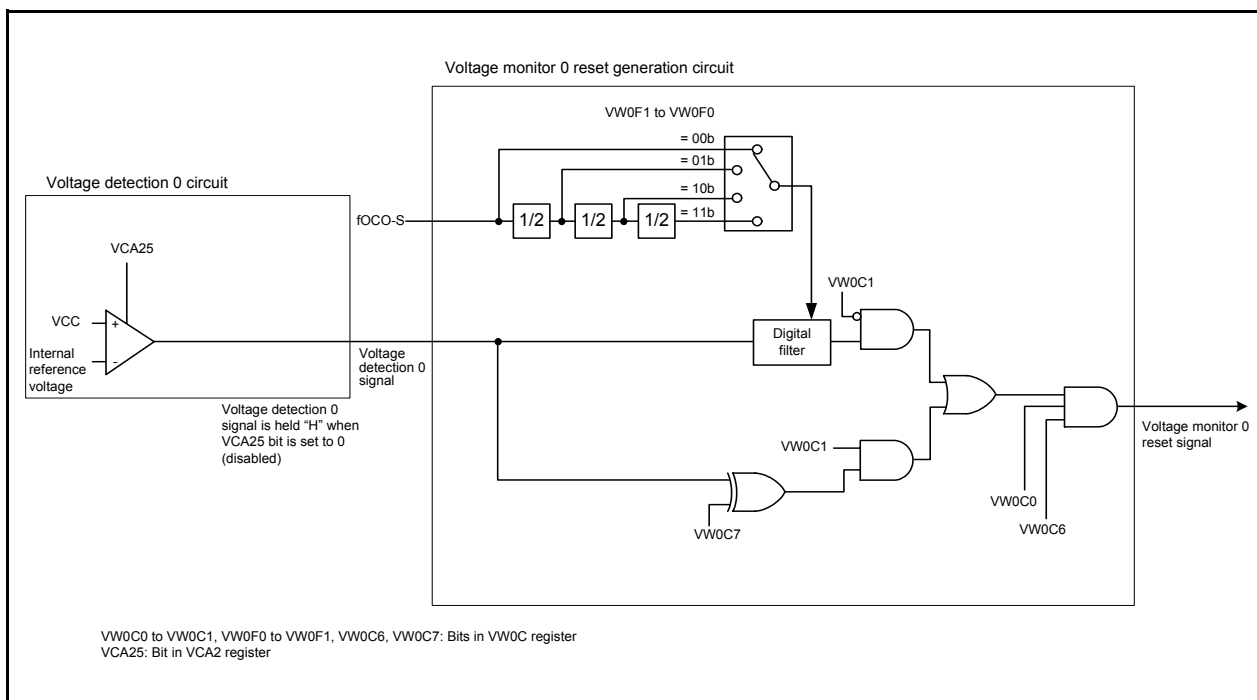 Voltage monitor 0 reset generation circuit
VW0F1 to VW0F0
= 00b
= 01b
= 10b
= 11b
Voltage detection 0 circuit
fOCO-S
1/2
1/2
1/2
VCA25
VCC
+
-
Internal
reference
voltage
Voltage
detection 0
signal
Voltage detection 0
signal is held “H” when
VCA25 bit is set to 0
(disabled)
Digital
filter
VW0C1
VW0C1
VW0C7
VW0C0
VW0C6
Voltage monitor 0
reset signal
VW0C0 to VW0C1, VW0F0 to VW0F1, VW0C6, VW0C7: Bits in VW0C register
VCA25: Bit in VCA2 register